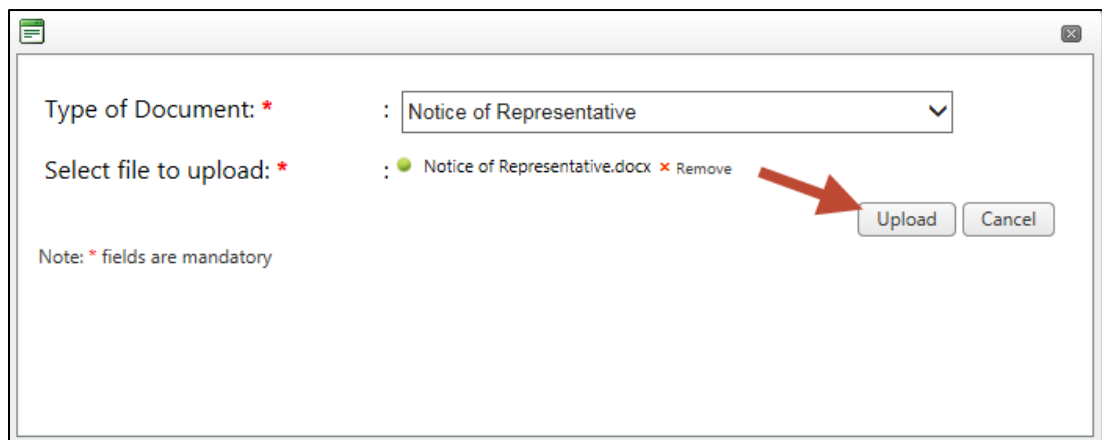 Type of Document: * : Notice of Representative
Select file to upload: * : Notice of Representative.docx × Remove
Upload Cancel
Note: * fields are mandatory